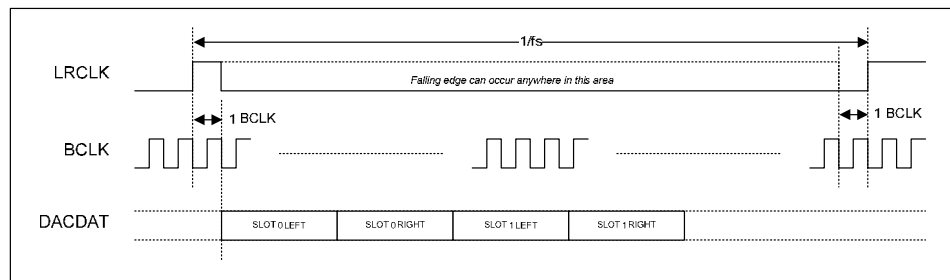 1/fs
LRCLK
Falling edge can occur anywhere in this area
1 BCLK
1 BCLK
BCLK
DACDAT
SLOT 0 LEFT
SLOT 0 RIGHT
SLOT 1 LEFT
SLOT 1 RIGHT